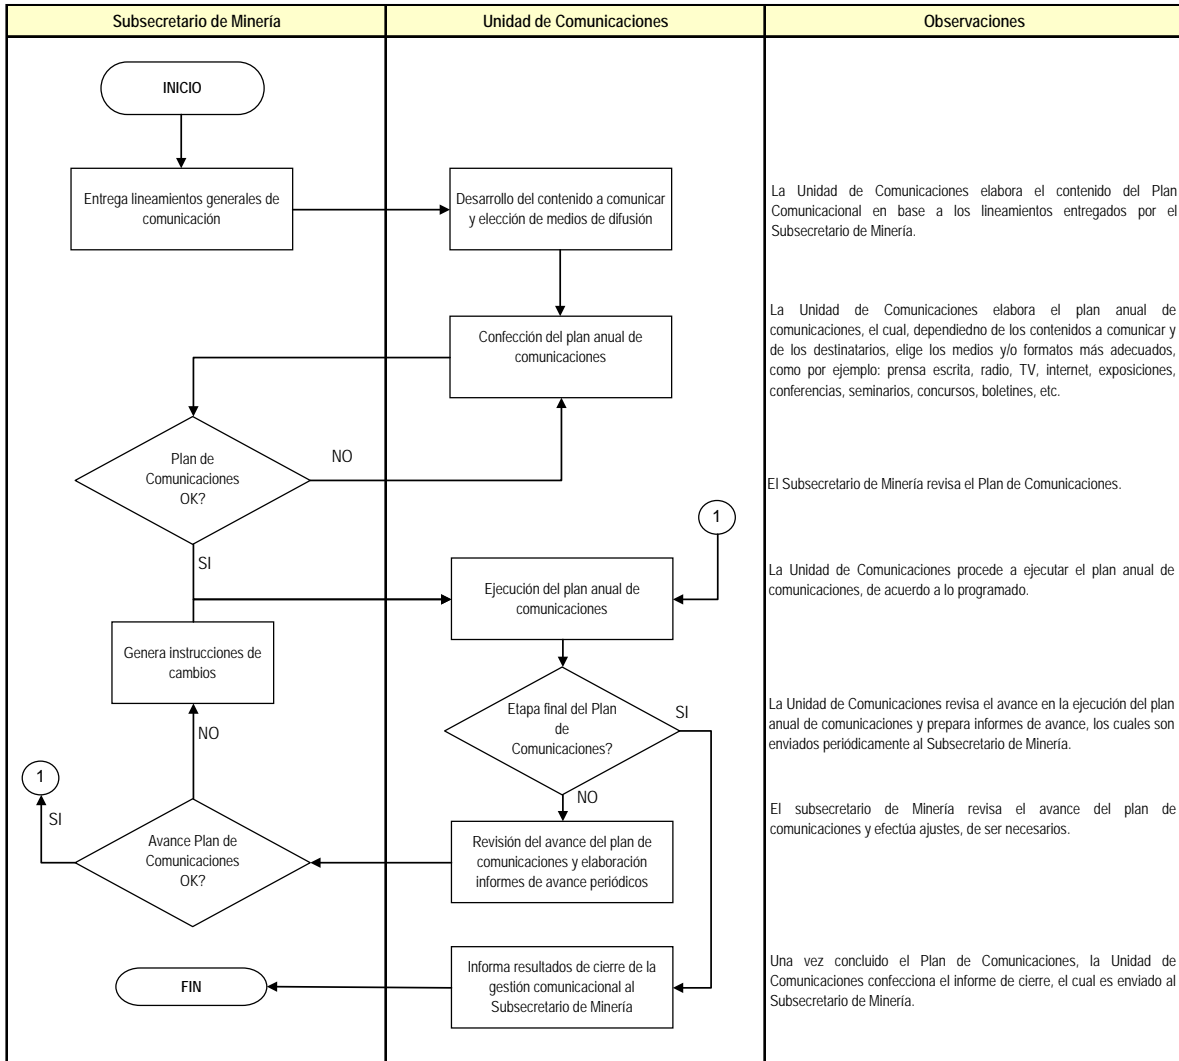 Subsecretario de Minería
Unidad de Comunicaciones
Observaciones
INICIO
Entrega lineamientos generales de
comunicación
Desarrollo del contenido a comunicar
y elección de medios de difusión
La Unidad de Comunicaciones elabora el contenido del Plan
Comunicacional en base a los lineamientos entregados por el
Subsecretario de Minería.
Confección del plan anual de
comunicaciones
La Unidad de Comunicaciones elabora el plan anual de
comunicaciones, el cual, dependiedno de los contenidos a comunicar y
de los destinatarios, elige los medios y/o formatos más adecuados,
como por ejemplo: prensa escrita, radio, TV, internet, exposiciones,
conferencias, seminarios, concursos, boletines, etc.
Plan de
Comunicaciones
OK?
NO
El Subsecretario de Minería revisa el Plan de Comunicaciones.
1
SI
Ejecución del plan anual de
comunicaciones
La Unidad de Comunicaciones procede a ejecutar el plan anual de
comunicaciones, de acuerdo a lo programado.
Genera instrucciones de
cambios
Etapa final del Plan
de
Comunicaciones?
SI
La Unidad de Comunicaciones revisa el avance en la ejecución del plan
anual de comunicaciones y prepara informes de avance, los cuales son
enviados periódicamente al Subsecretario de Minería.
NO
1
SI
NO
Avance Plan de
Comunicaciones
OK?
Revisión del avance del plan de
comunicaciones y elaboración
informes de avance periódicos
El subsecretario de Minería revisa el avance del plan de
comunicaciones y efectúa ajustes, de ser necesarios.
FIN
Informa resultados de cierre de la
gestión comunicacional al
Subsecretario de Minería
Una vez concluido el Plan de Comunicaciones, la Unidad de
Comunicaciones confecciona el informe de cierre, el cual es enviado al
Subsecretario de Minería.